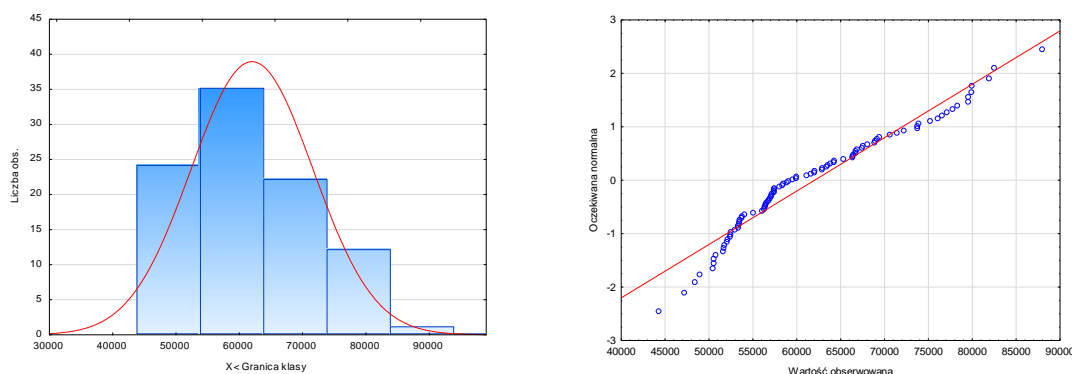 45
40
35
30
25
20
15
10
5
0
Liczba obs.
30000 40000 50000 60000 70000 80000 90000
X < Granica klasy
3
2
1
0
-1
-2
-3
Oczekiwana normalna
40000 45000 50000 55000 60000 65000 70000 75000 80000 85000 90000
Wartość obserwowana